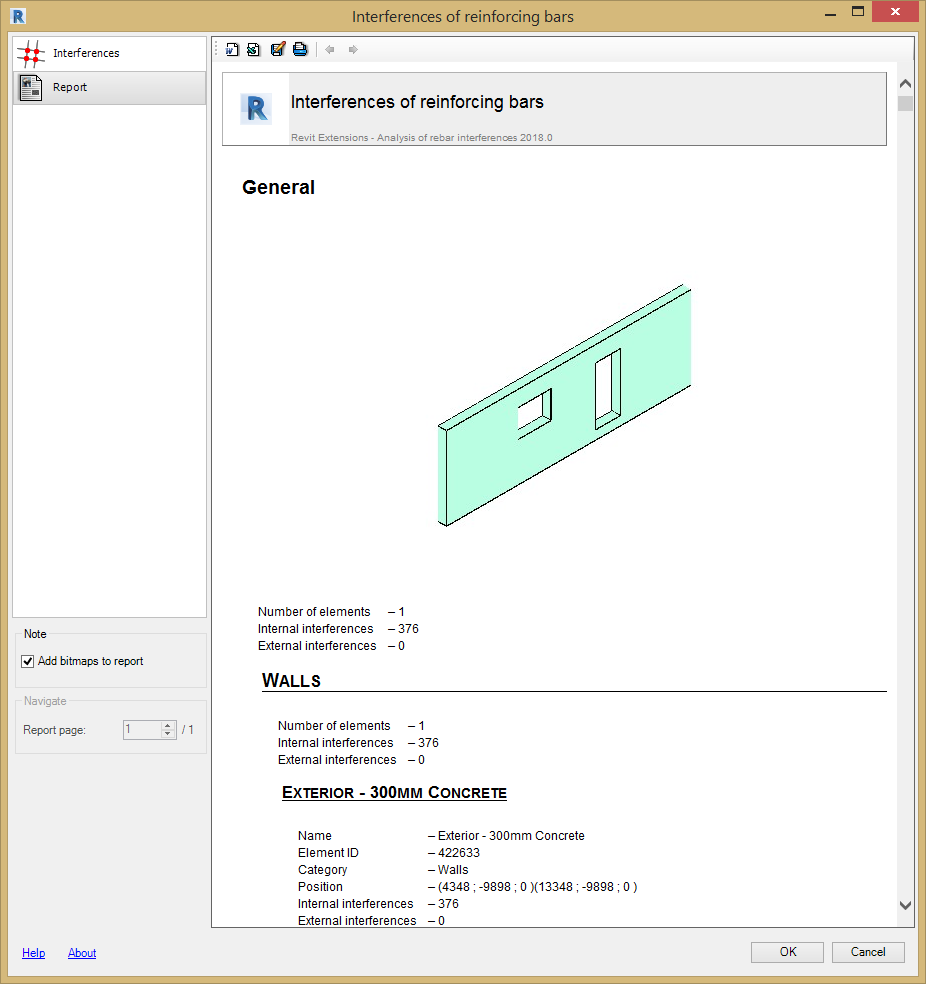 Interferences of reinforcing bars
Interferences
Report
Interferences of reinforcing bars
Revit Extensions - Analysis of rebar interferences 2018.0
General
Number of elements – 1
Internal interferences – 376
External interferences – 0
WALLS
Number of elements – 1
Internal interferences – 376
External interferences – 0
EXTERIOR - 300MM CONCRETE
Name – Exterior - 300mm Concrete
Element ID – 422633
Category – Walls
Position – (4348 ; -9898 ; 0 )(13348 ; -9898 ; 0 )
Internal interferences – 376
External interferences – 0
Note
Add bitmaps to report
Navigate
Report page: 1 / 1
Help About
OK Cancel